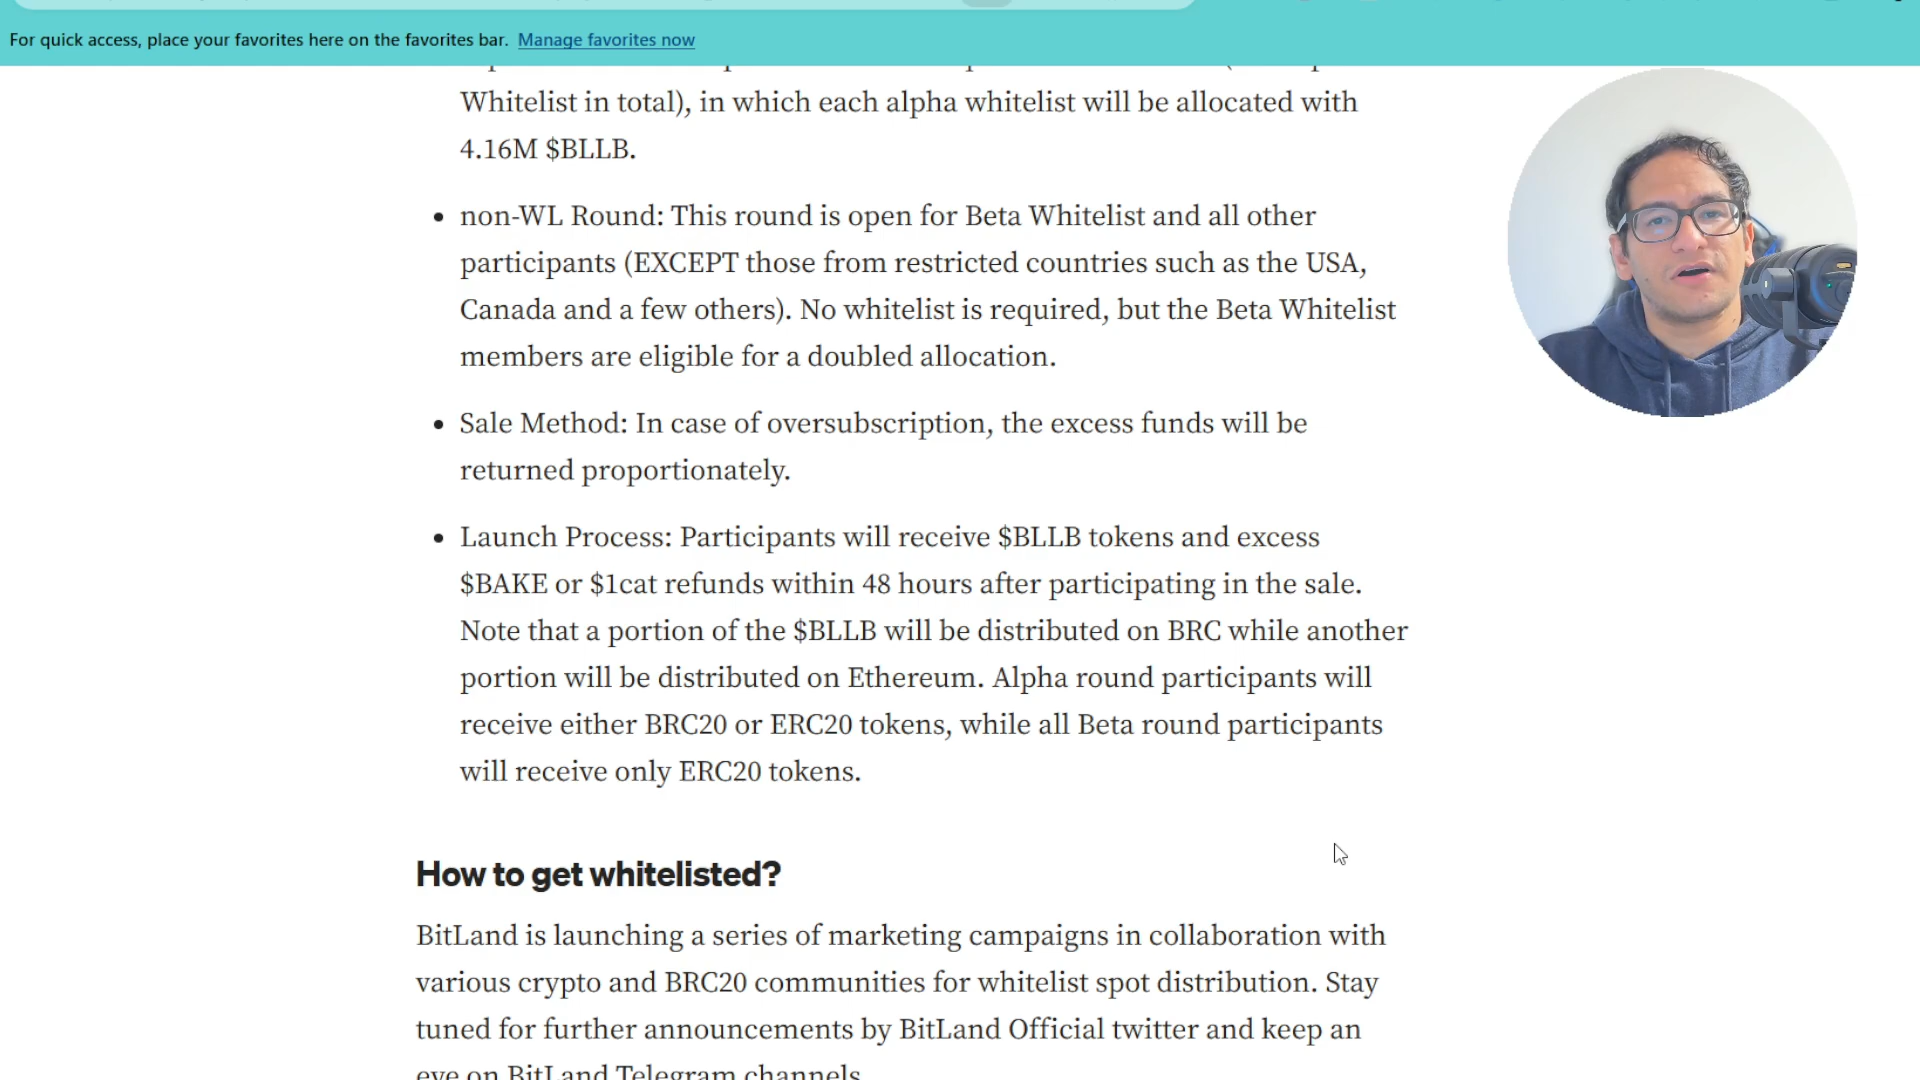 For quick access, place your favorites here on the favorites bar. Manage favorites now
Whitelist in total), in which each alpha whitelist will be allocated with
4.16M $BLLB.
• non-WL Round: This round is open for Beta Whitelist and all other
participants (EXCEPT those from restricted countries such as the USA,
Canada and a few others). No whitelist is required, but the Beta Whitelist
members are eligible for a doubled allocation.
• Sale Method: In case of oversubscription, the excess funds will be
returned proportionately.
• Launch Process: Participants will receive $BLLB tokens and excess
$BAKE or $1cat refunds within 48 hours after participating in the sale.
Note that a portion of the $BLLB will be distributed on BRC while another
portion will be distributed on Ethereum. Alpha round participants will
receive either BRC20 or ERC20 tokens, while all Beta round participants
will receive only ERC20 tokens.
How to get whitelisted?
BitLand is launching a series of marketing campaigns in collaboration with
various crypto and BRC20 communities for whitelist spot distribution. Stay
tuned for further announcements by BitLand Official twitter and keep an
eye on BitLand Telegram channels